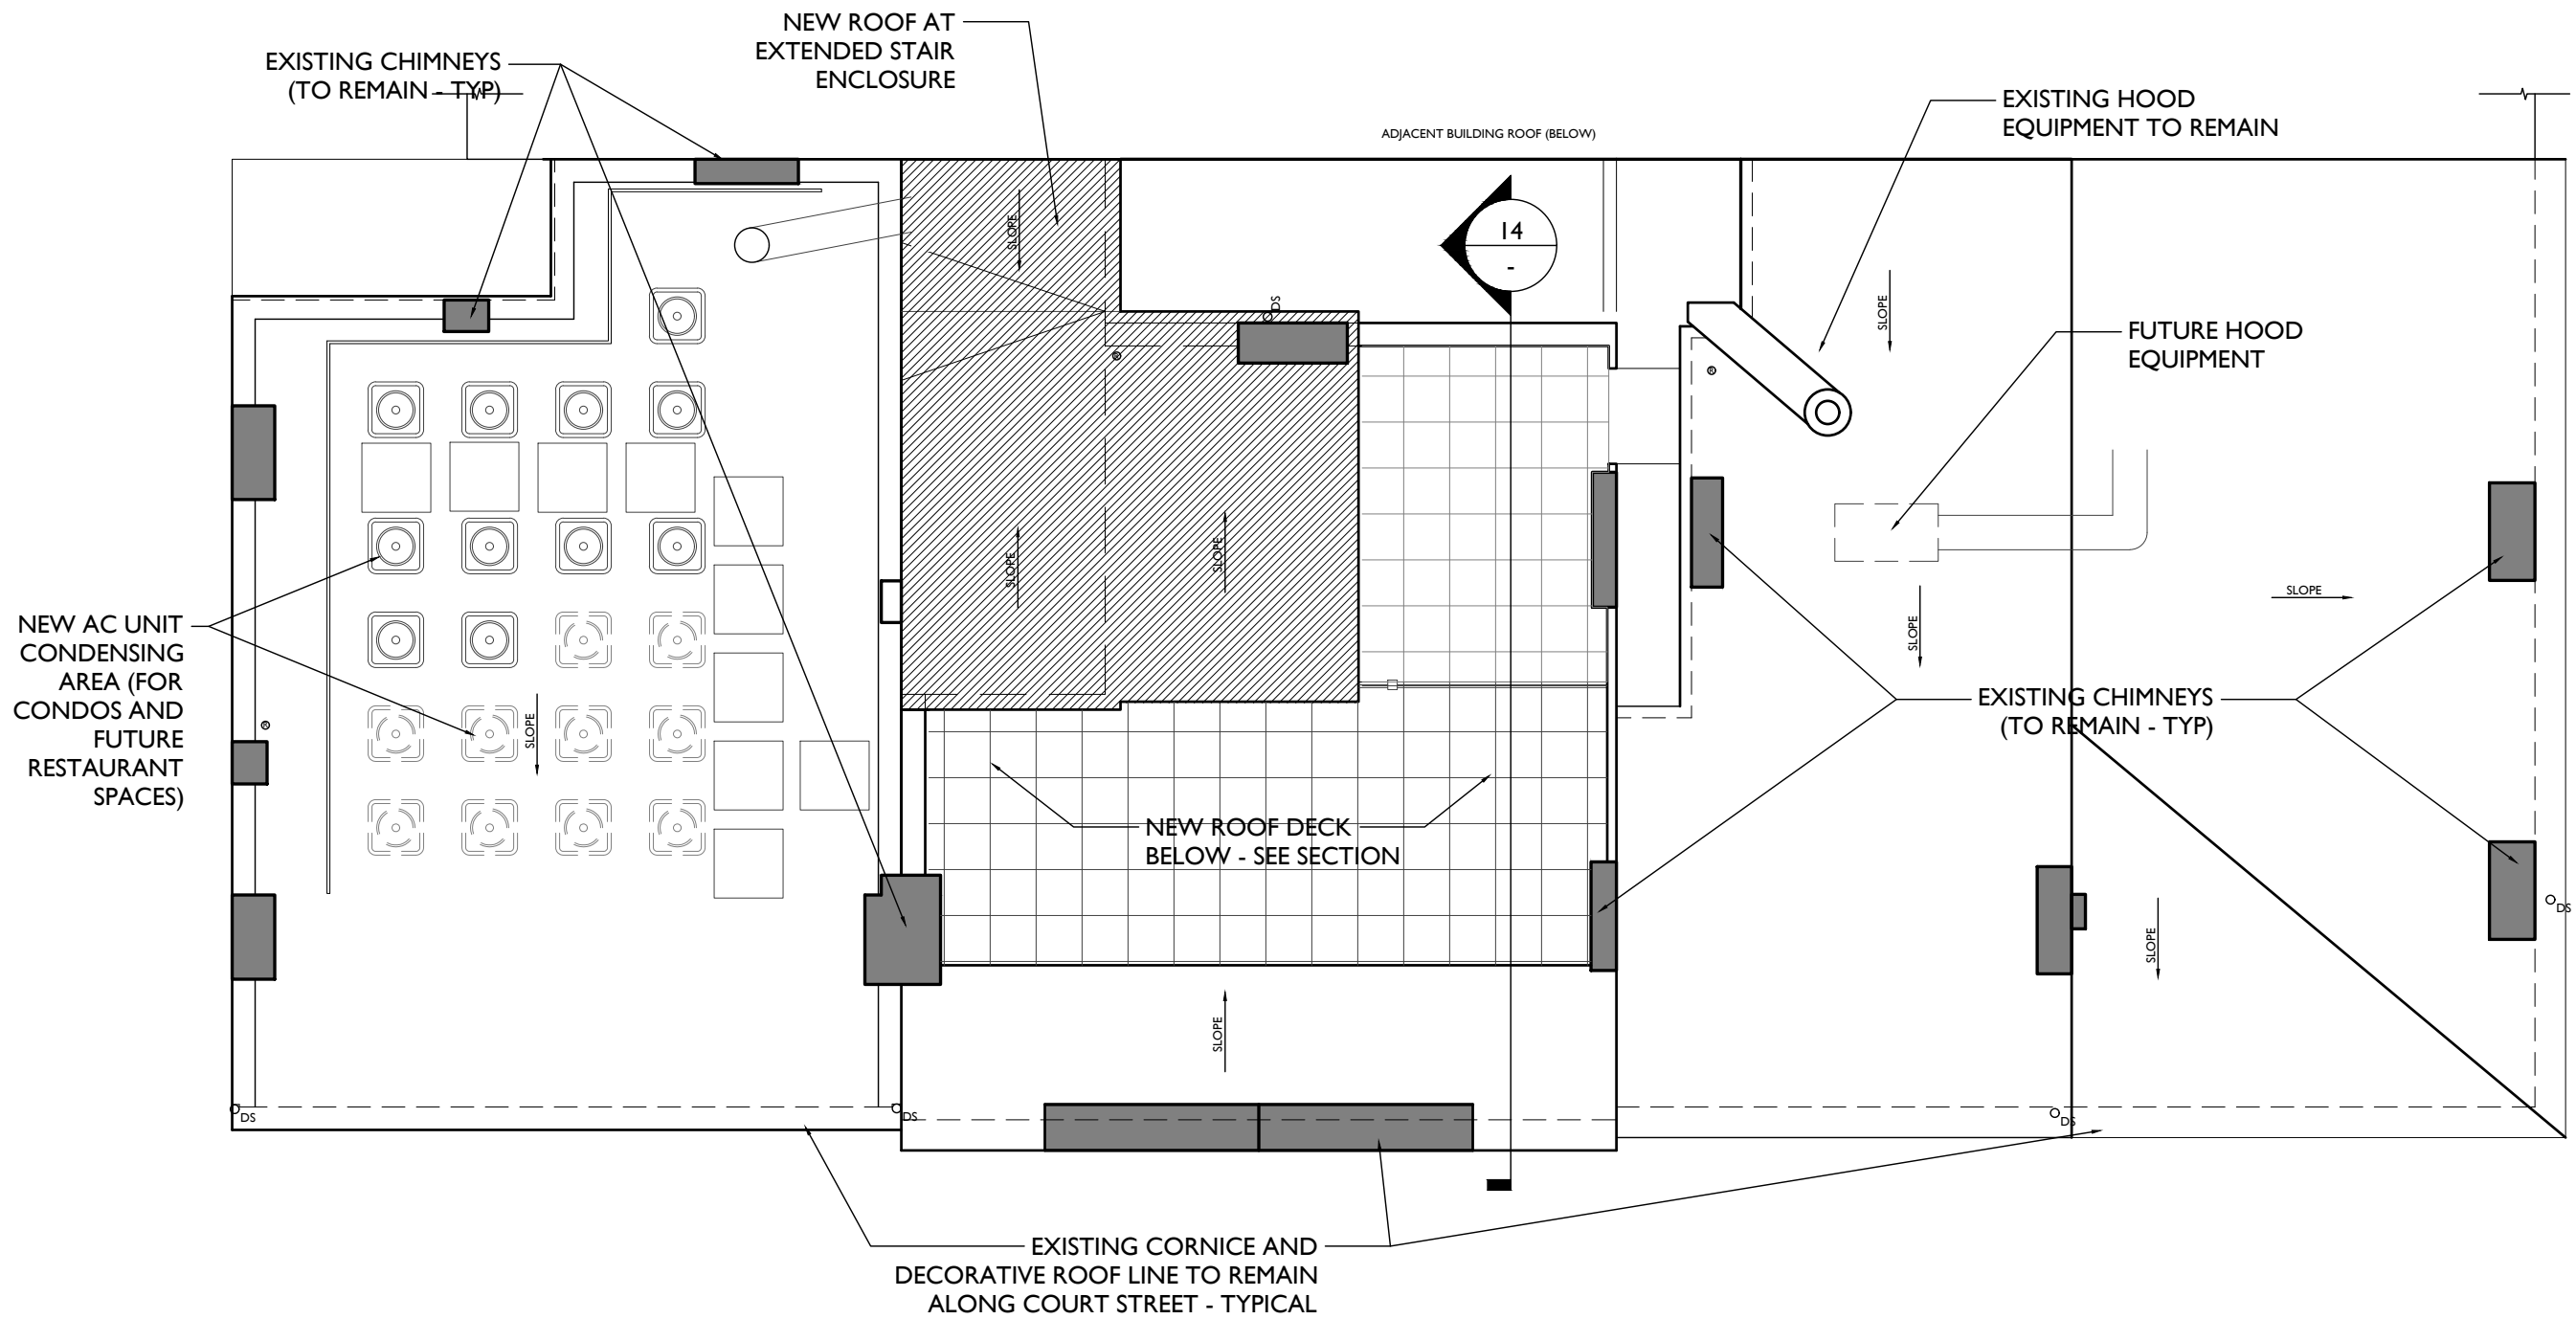 NEW ROOF AT
EXTENDED STAIR
ENCLOSURE
EXISTING CHIMNEYS
(TO REMAIN - TYP)
EXISTING HOOD
EQUIPMENT TO REMAIN
ADJACENT BUILDING ROOF (BELOW)
14
-
SLOPE
DS
SLOPE
FUTURE HOOD
EQUIPMENT
R
R
SLOPE
SLOPE
SLOPE
SLOPE
NEW AC UNIT
CONDENSING
AREA (FOR
CONDOS AND
FUTURE
RESTAURANT
SPACES)
R
SLOPE
EXISTING CHIMNEYS
(TO REMAIN - TYP)
NEW ROOF DECK
BELOW - SEE SECTION
DS
SLOPE
SLOPE
DS
DS
DS
EXISTING CORNICE AND
DECORATIVE ROOF LINE TO REMAIN
ALONG COURT STREET - TYPICAL